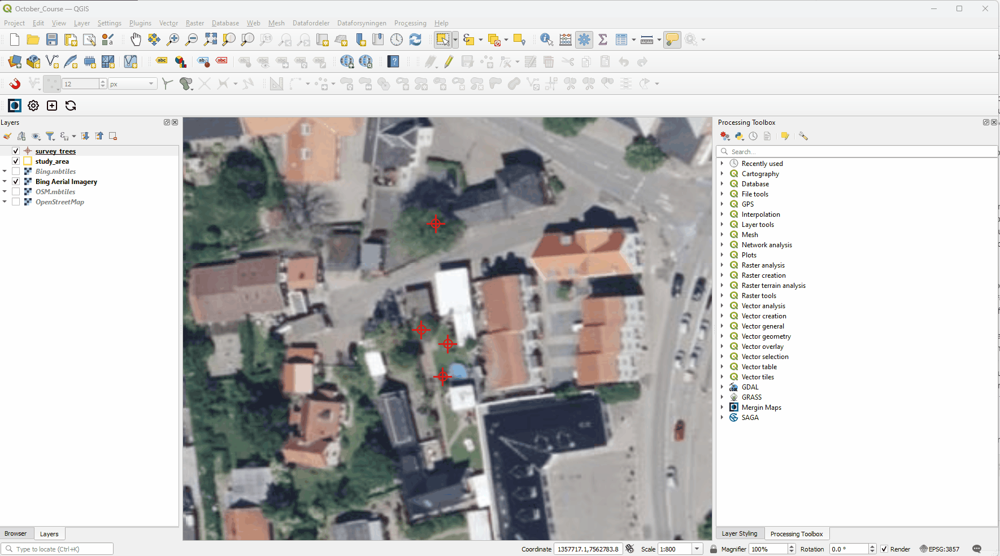 October_Course — QGIS
Project Edit View Layer Settings Plugins Vector Raster Database Web Mesh Datafordeler Dataforsyningen Processing Help
12 px
Layers
survey_trees
study_area
Bing.mbtiles
Bing Aerial Imagery
OSM.mbtiles
OpenStreetMap
Browser Layers
Type to locate (Ctrl+K)
Processing Toolbox
Search...
Recently used
Cartography
Database
File tools
GPS
Interpolation
Layer tools
Mesh
Network analysis
Plots
Raster analysis
Raster creation
Raster terrain analysis
Raster tools
Vector analysis
Vector creation
Vector general
Vector geometry
Vector overlay
Vector selection
Vector table
Vector tiles
GDAL
GRASS
Mergin Maps
SAGA
Layer Styling Processing Toolbox
Coordinate 1357717.1,7562783.8 Scale 1:800 Magnifier 100% Rotation 0.0 ° Render EPSG:3857